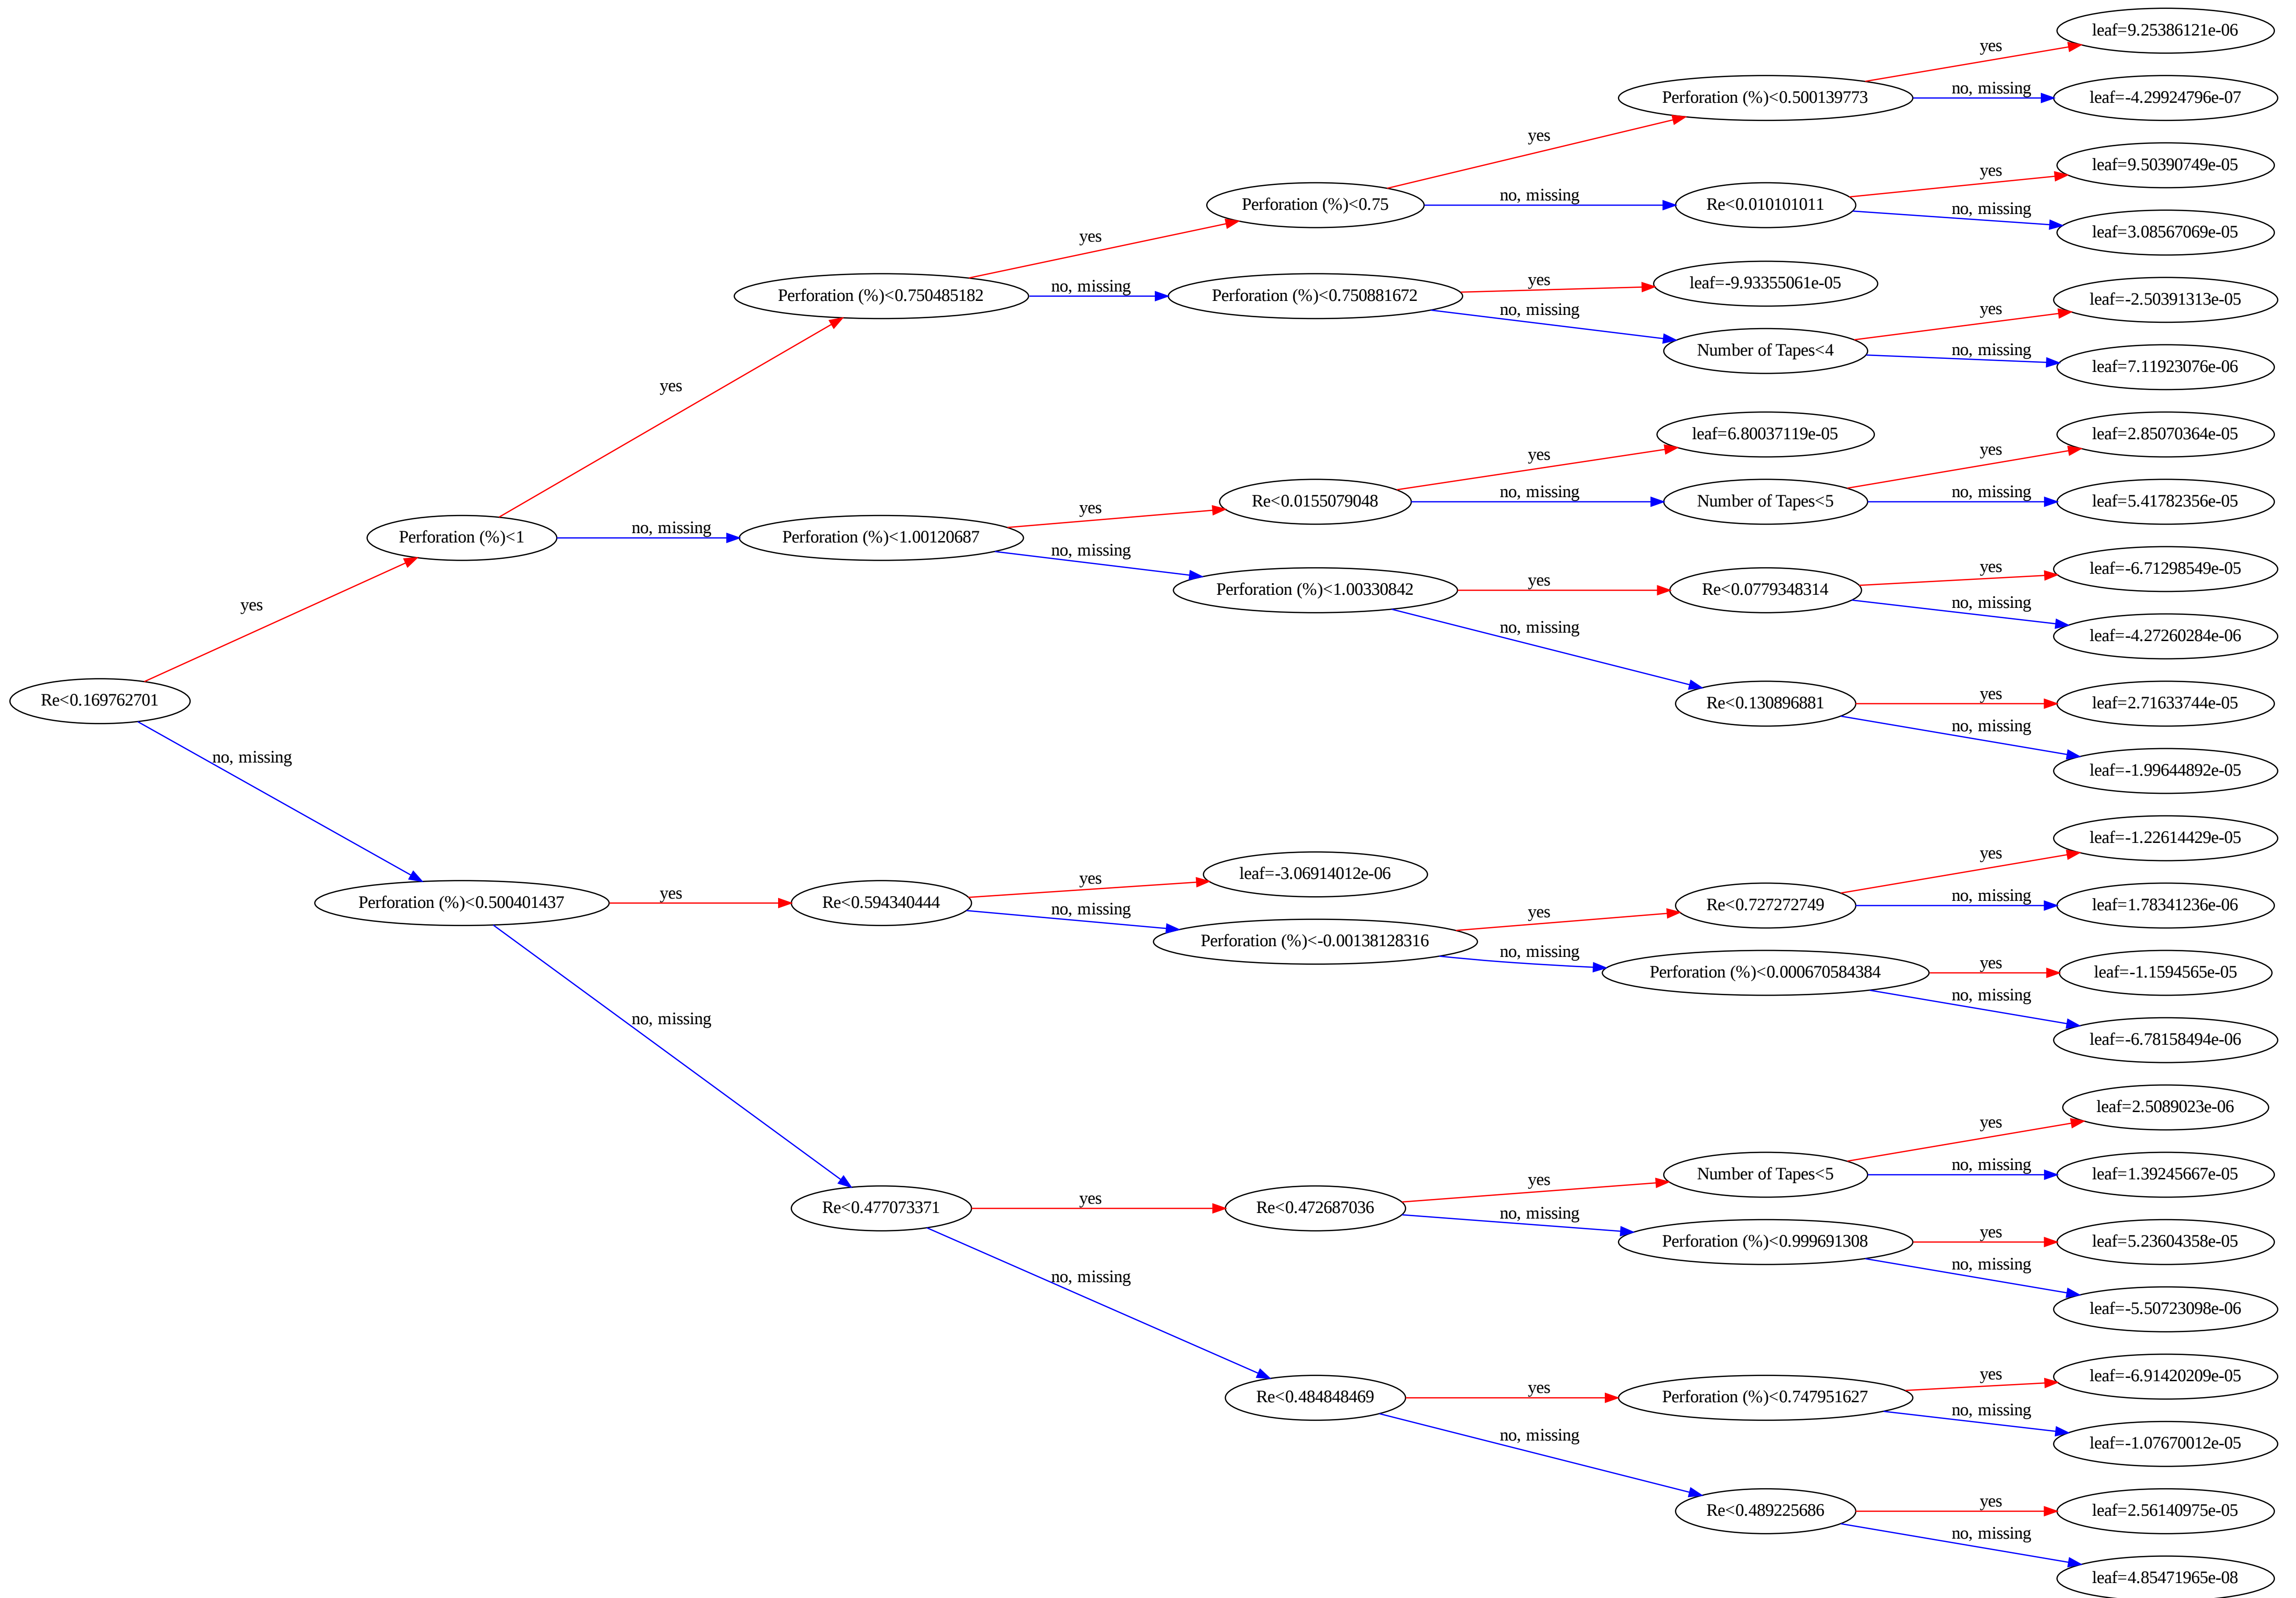 leaf=9.25386121e-06
yes
Perforation (%)<0.500139773
no, missing
leaf=-4.29924796e-07
yes
leaf=9.50390749e-05
yes
Perforation (%)<0.75
no, missing
Re<0.010101011
no, missing
leaf=3.08567069e-05
yes
Perforation (%)<0.750485182
no, missing
Perforation (%)<0.750881672
yes
leaf=-9.93355061e-05
leaf=-2.50391313e-05
no, missing
yes
Number of Tapes<4
no, missing
leaf=7.11923076e-06
yes
leaf=6.80037119e-05
leaf=2.85070364e-05
yes
yes
Re<0.0155079048
no, missing
Number of Tapes<5
no, missing
leaf=5.41782356e-05
yes
Perforation (%)<1
no, missing
Perforation (%)<1.00120687
no, missing
Perforation (%)<1.00330842
yes
Re<0.0779348314
yes
leaf=-6.71298549e-05
no, missing
leaf=-4.27260284e-06
yes
no, missing
Re<0.169762701
Re<0.130896881
yes
leaf=2.71633744e-05
no, missing
no, missing
leaf=-1.99644892e-05
leaf=-1.22614429e-05
yes
leaf=-3.06914012e-06
yes
Perforation (%)<0.500401437
yes
Re<0.594340444
no, missing
yes
Re<0.727272749
no, missing
leaf=1.78341236e-06
Perforation (%)<-0.00138128316
no, missing
Perforation (%)<0.000670584384
yes
leaf=-1.1594565e-05
no, missing
leaf=-6.78158494e-06
no, missing
leaf=2.5089023e-06
yes
yes
Number of Tapes<5
no, missing
leaf=1.39245667e-05
Re<0.477073371
yes
Re<0.472687036
no, missing
Perforation (%)<0.999691308
yes
leaf=5.23604358e-05
no, missing
leaf=-5.50723098e-06
no, missing
yes
leaf=-6.91420209e-05
Re<0.484848469
yes
Perforation (%)<0.747951627
no, missing
leaf=-1.07670012e-05
no, missing
Re<0.489225686
yes
leaf=2.56140975e-05
no, missing
leaf=4.85471965e-08